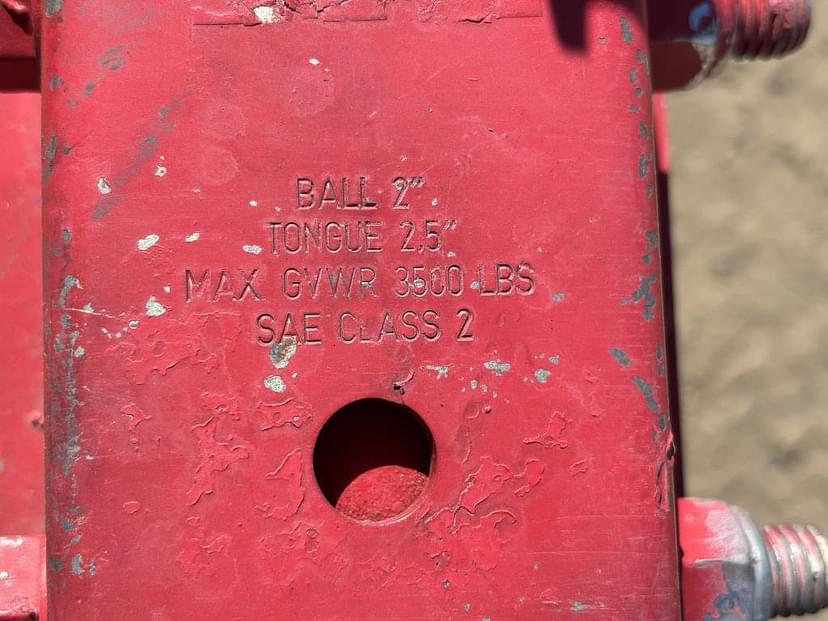 BALL 2"
TONGUE 2.5"
MAX GVWR 3500 LBS
SAE CLASS 2